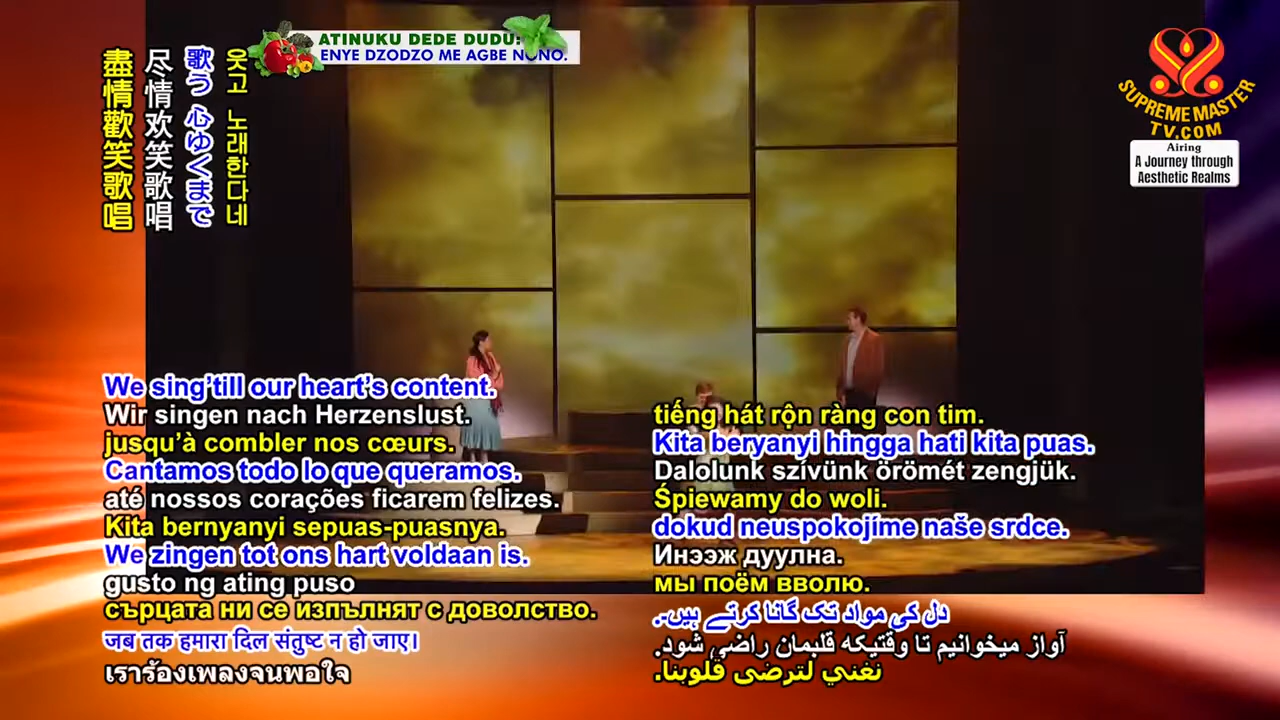 ATINUKU DEDE DUDU:
ENYE DZODZO ME AGBE NƆNƆ.
SUPREME MASTER
TV.COM
Airing
A Journey through
Aesthetic Realms
盡情歡笑歌唱
尽情欢笑歌唱
歌う 心ゆくまで
웃고 노래한다네
We sing'till our heart's content.
Wir singen nach Herzenslust.
jusqu'à combler nos cœurs.
Cantamos todo lo que queramos.
até nossos corações ficarem felizes.
Kita bernyanyi sepuas-puasnya.
We zingen tot ons hart voldaan is.
gusto ng ating puso
сърцата ни се изпълнят с доволство.
जब तक हमारा दिल संतुष्ट न हो जाए।
เราร้องเพลงจนพอใจ
tiếng hát rộn ràng con tim.
Kita beryanyi hingga hati kita puas.
Dalolunk szívünk örömét zengjük.
Śpiewamy do woli.
dokud neuspokojíme naše srdce.
Инээж дуулна.
мы поём вволю.
دل کی مواد تک گانا کرتے ہیں۔.
آواز میخوانیم تا وقتیکه قلبمان راضی شود.
نغني لترضى قلوبنا.